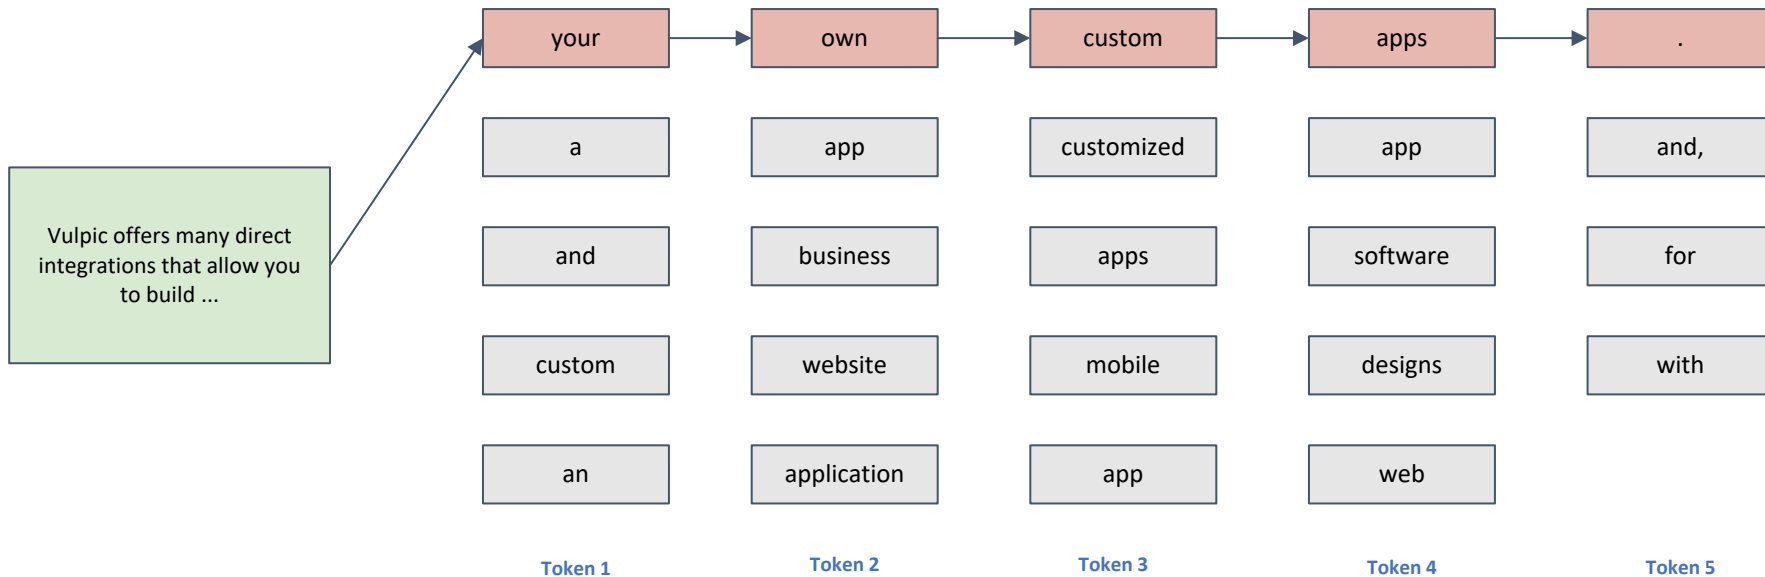 your
own
custom
apps
.
a
app
customized
app
and,
Vulpic offers many direct
integrations that allow you
to build ...
and
business
apps
software
for
custom
website
mobile
designs
with
an
application
app
web
Token 1
Token 2
Token 3
Token 4
Token 5